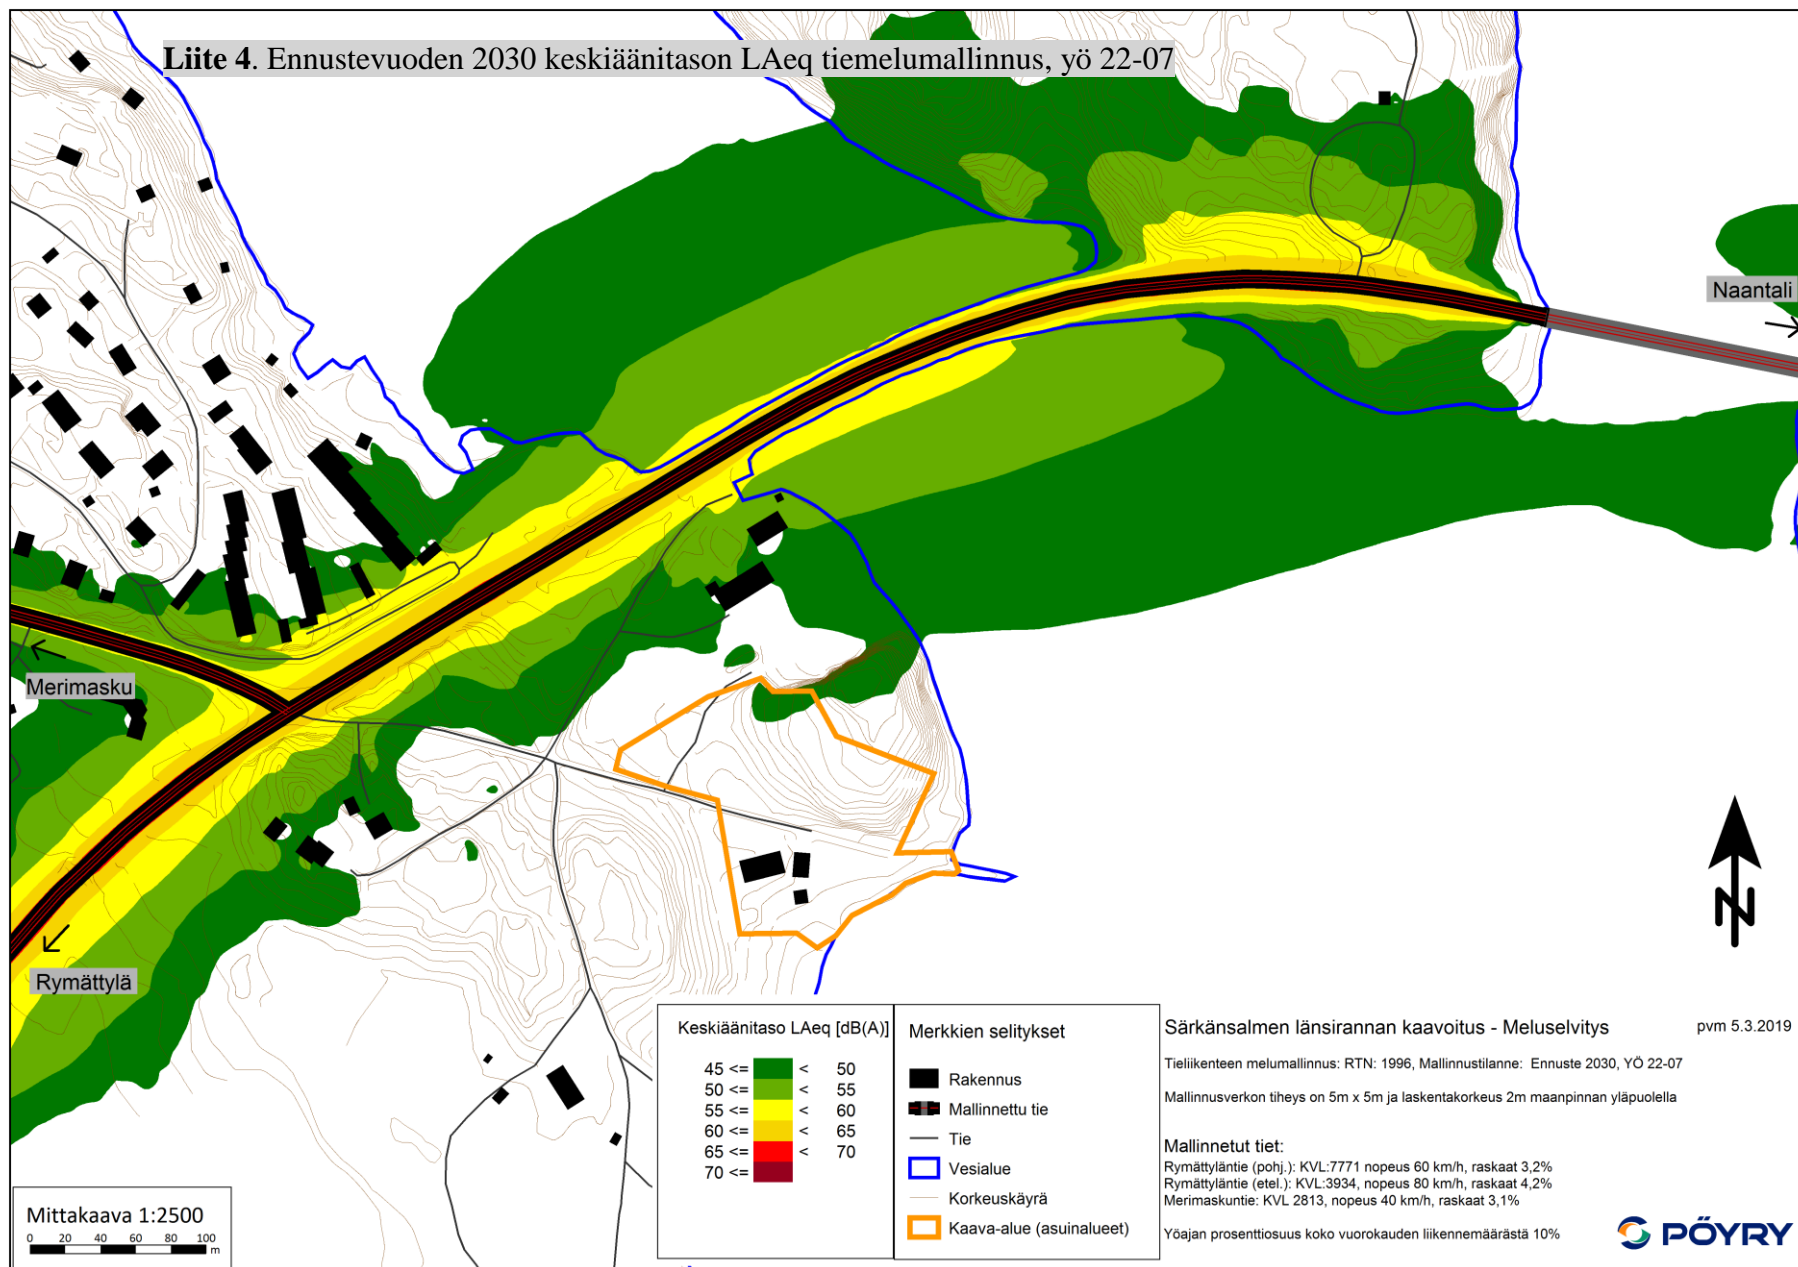 Liite 4. Ennustevuoden 2030 keskiäänitason LAeq tiemelumallinnus, yö 22-07
Naantali
Merimasku
Rymättylä
Mittakaava 1:2500
0 20 40 60 80 100
m
Keskiäänitaso LAeq [dB(A)]
45 <= < 50
50 <= < 55
55 <= < 60
60 <= < 65
65 <= < 70
70 <=
Merkkien selitykset
Rakennus
Mallinnettu tie
Tie
Vesialue
Korkeuskäyrä
Kaava-alue (asuinalueet)
Särkänsalmen länsirannan kaavoitus - Meluselvitys pvm 5.3.2019
Tieliikenteen melumallinnus: RTN: 1996, Mallinnustilanne: Ennuste 2030, YÖ 22-07
Mallinnusverkon tiheys on 5m x 5m ja laskentakorkeus 2m maanpinnan yläpuolella
Mallinnetut tiet:
Rymättyläntie (pohj.): KVL:7771 nopeus 60 km/h, raskaat 3,2%
Rymättyläntie (etel.): KVL:3934, nopeus 80 km/h, raskaat 4,2%
Merimaskuntie: KVL 2813, nopeus 40 km/h, raskaat 3,1%
Yöajan prosenttiosuus koko vuorokauden liikennemäärästä 10%
N
PÖYRY